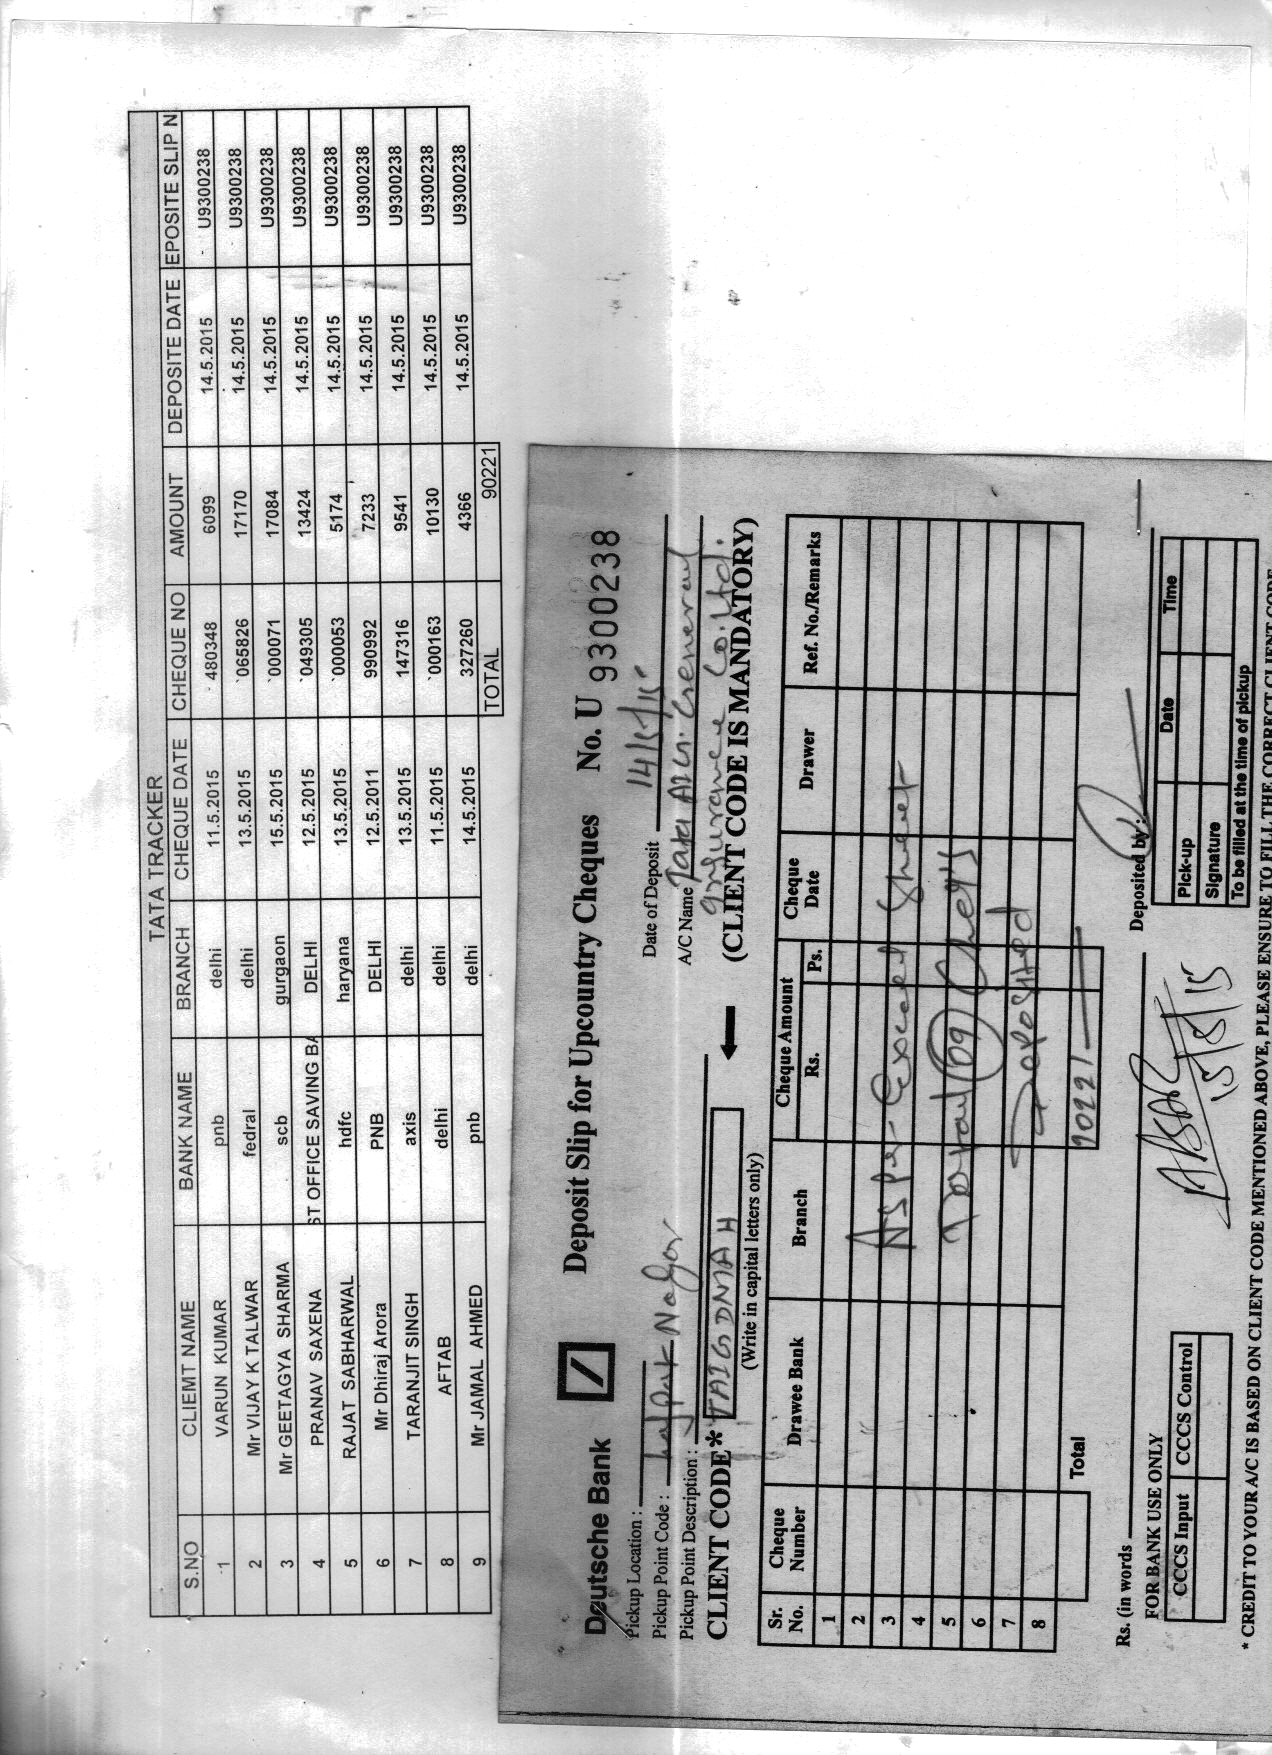 TATA TRACKER
S.NO CLIEMT NAME BANK NAME BRANCH CHEQUE DATE CHEQUE NO AMOUNT DEPOSITE DATE EPOSITE SLIP N
1 VARUN KUMAR pnb delhi 11.5.2015 480348 6099 14.5.2015 U9300238
2 Mr VIJAY K TALWAR fedral delhi 13.5.2015 `065826 17170 14.5.2015 U9300238
3 Mr GEETAGYA SHARMA scb gurgaon 15.5.2015 `000071 17084 14.5.2015 U9300238
4 PRANAV SAXENA ST OFFICE SAVING BA DELHI 12.5.2015 `049305 13424 14.5.2015 U9300238
5 RAJAT SABHARWAL hdfc haryana 13.5.2015 `000053 5174 14.5.2015 U9300238
6 Mr Dhiraj Arora PNB DELHI 12.5.2011 990992 7233 14.5.2015 U9300238
7 TARANJIT SINGH axis delhi 13.5.2015 147316 9541 14.5.2015 U9300238
8 AFTAB delhi delhi 11.5.2015 `000163 10130 14.5.2015 U9300238
9 Mr JAMAL AHMED pnb delhi 14.5.2015 327260 4366 14.5.2015 U9300238
TOTAL 90221
Deutsche Bank Deposit Slip for Upcountry Cheques No. U 9300238
Pickup Location :
Date of Deposit 14/5/15
Pickup Point Code : Lajpat Nagar
A/C Name Tata AIG General
Pickup Point Description :
Insurance Co. Ltd.
CLIENT CODE* TAIGDNIAH (CLIENT CODE IS MANDATORY)
(Write in capital letters only)
Sr. No. Cheque Number Drawee Bank Branch Cheque Amount Rs. Ps. Cheque Date Drawer Ref. No./Remarks
1
2
3 As per Excel Sheet
4
5 Total 09 Cheq's
6
7 Deposited
8
Total 90221
Rs. (in words
Deposited by :
FOR BANK USE ONLY
CCCS Input CCCS Control
15/5/15
Pick-up Date Time
Signature
To be filled at the time of pickup
* CREDIT TO YOUR A/C IS BASED ON CLIENT CODE MENTIONED ABOVE, PLEASE ENSURE TO FILL THE CORRECT CLIENT CODE